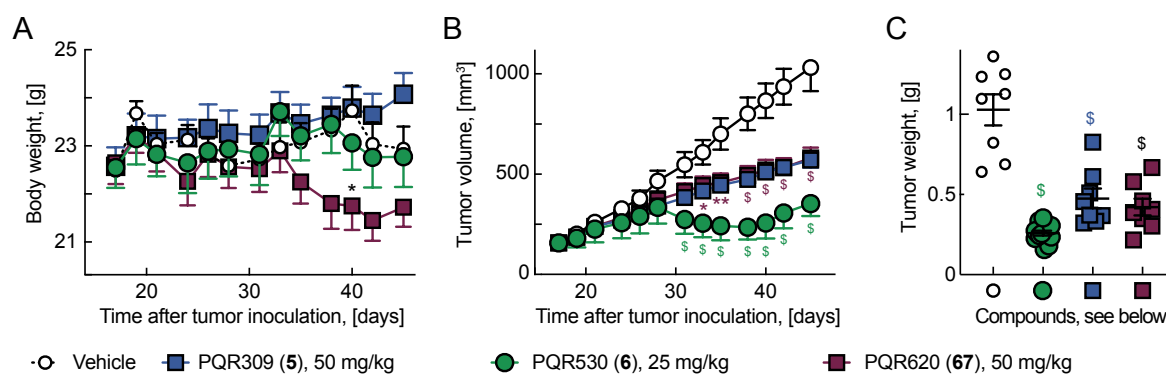 A
B
C
Body weight, [g]
25
23
21
20
30
40
Time after tumor inoculation, [days]
*
Tumor volume, [mm³]
1000
500
0
20
30
40
Time after tumor inoculation, [days]
* ** $ $ $ $
$ $ $ $ $ $ $
Tumor weight, [g]
1
0.5
0
$ $ $
Compounds, see below
Vehicle
PQR309 (5), 50 mg/kg
PQR530 (6), 25 mg/kg
PQR620 (67), 50 mg/kg